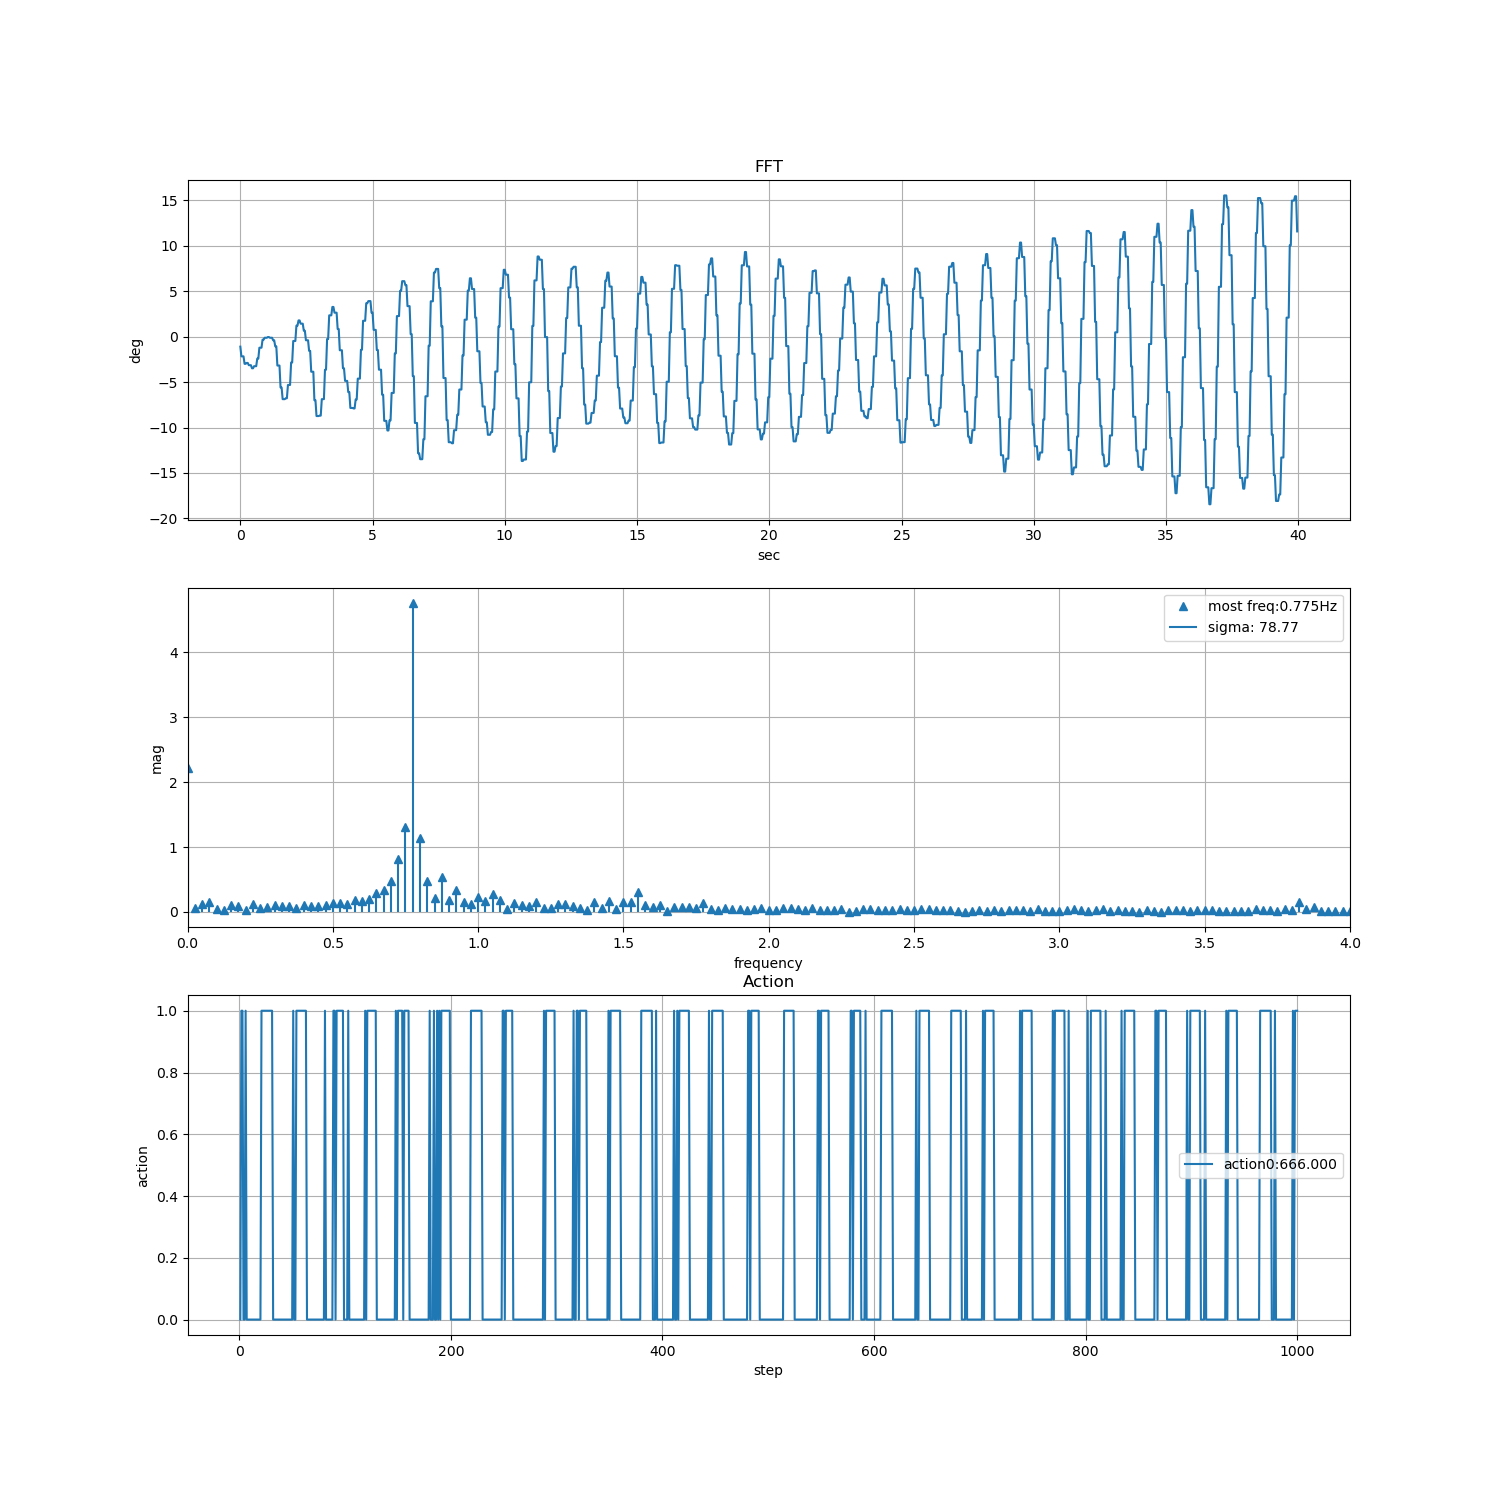 FFT
15
10
5
0
−5
−10
−15
−20
deg
0 5 10 15 20 25 30 35 40
sec
most freq:0.775Hz
sigma: 78.77
4
3
2
1
0
mag
0.0 0.5 1.0 1.5 2.0 2.5 3.0 3.5 4.0
frequency
Action
1.0
0.8
0.6
0.4
0.2
0.0
action
action0:666.000
0 200 400 600 800 1000
step